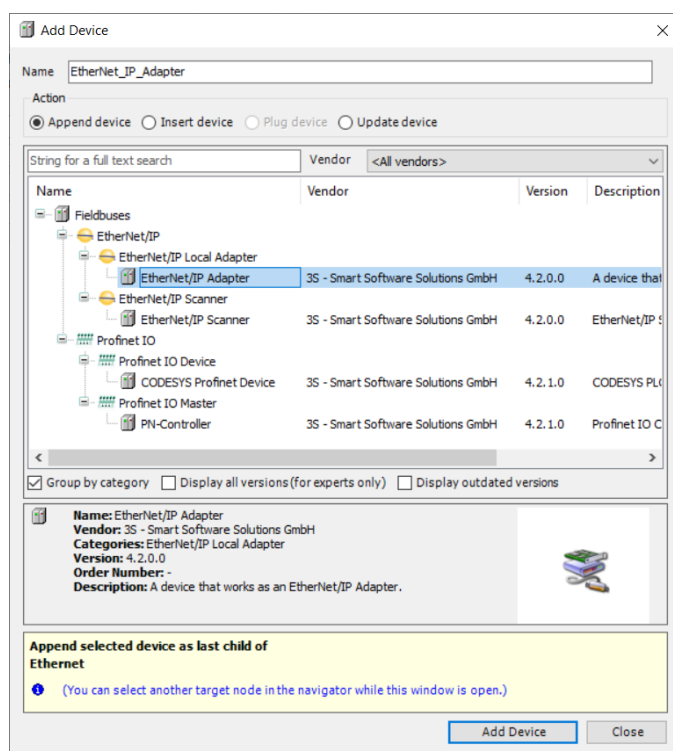 Add Device
Name EtherNet_IP_Adapter
Action
Append device Insert device Plug device Update device
String for a full text search Vendor <All vendors>
Name Vendor Version Description
Fieldbuses
EtherNet/IP
EtherNet/IP Local Adapter
EtherNet/IP Adapter 3S - Smart Software Solutions GmbH 4.2.0.0 A device that
EtherNet/IP Scanner
EtherNet/IP Scanner 3S - Smart Software Solutions GmbH 4.2.0.0 EtherNet/IP S
Profinet IO
Profinet IO Device
CODESYS Profinet Device 3S - Smart Software Solutions GmbH 4.2.1.0 CODESYS PL
Profinet IO Master
PN-Controller 3S - Smart Software Solutions GmbH 4.2.1.0 Profinet IO C
Group by category Display all versions (for experts only) Display outdated versions
Name: EtherNet/IP Adapter
Vendor: 3S - Smart Software Solutions GmbH
Categories: EtherNet/IP Local Adapter
Version: 4.2.0.0
Order Number: -
Description: A device that works as an EtherNet/IP Adapter.
Append selected device as last child of
Ethernet
(You can select another target node in the navigator while this window is open.)
Add Device Close